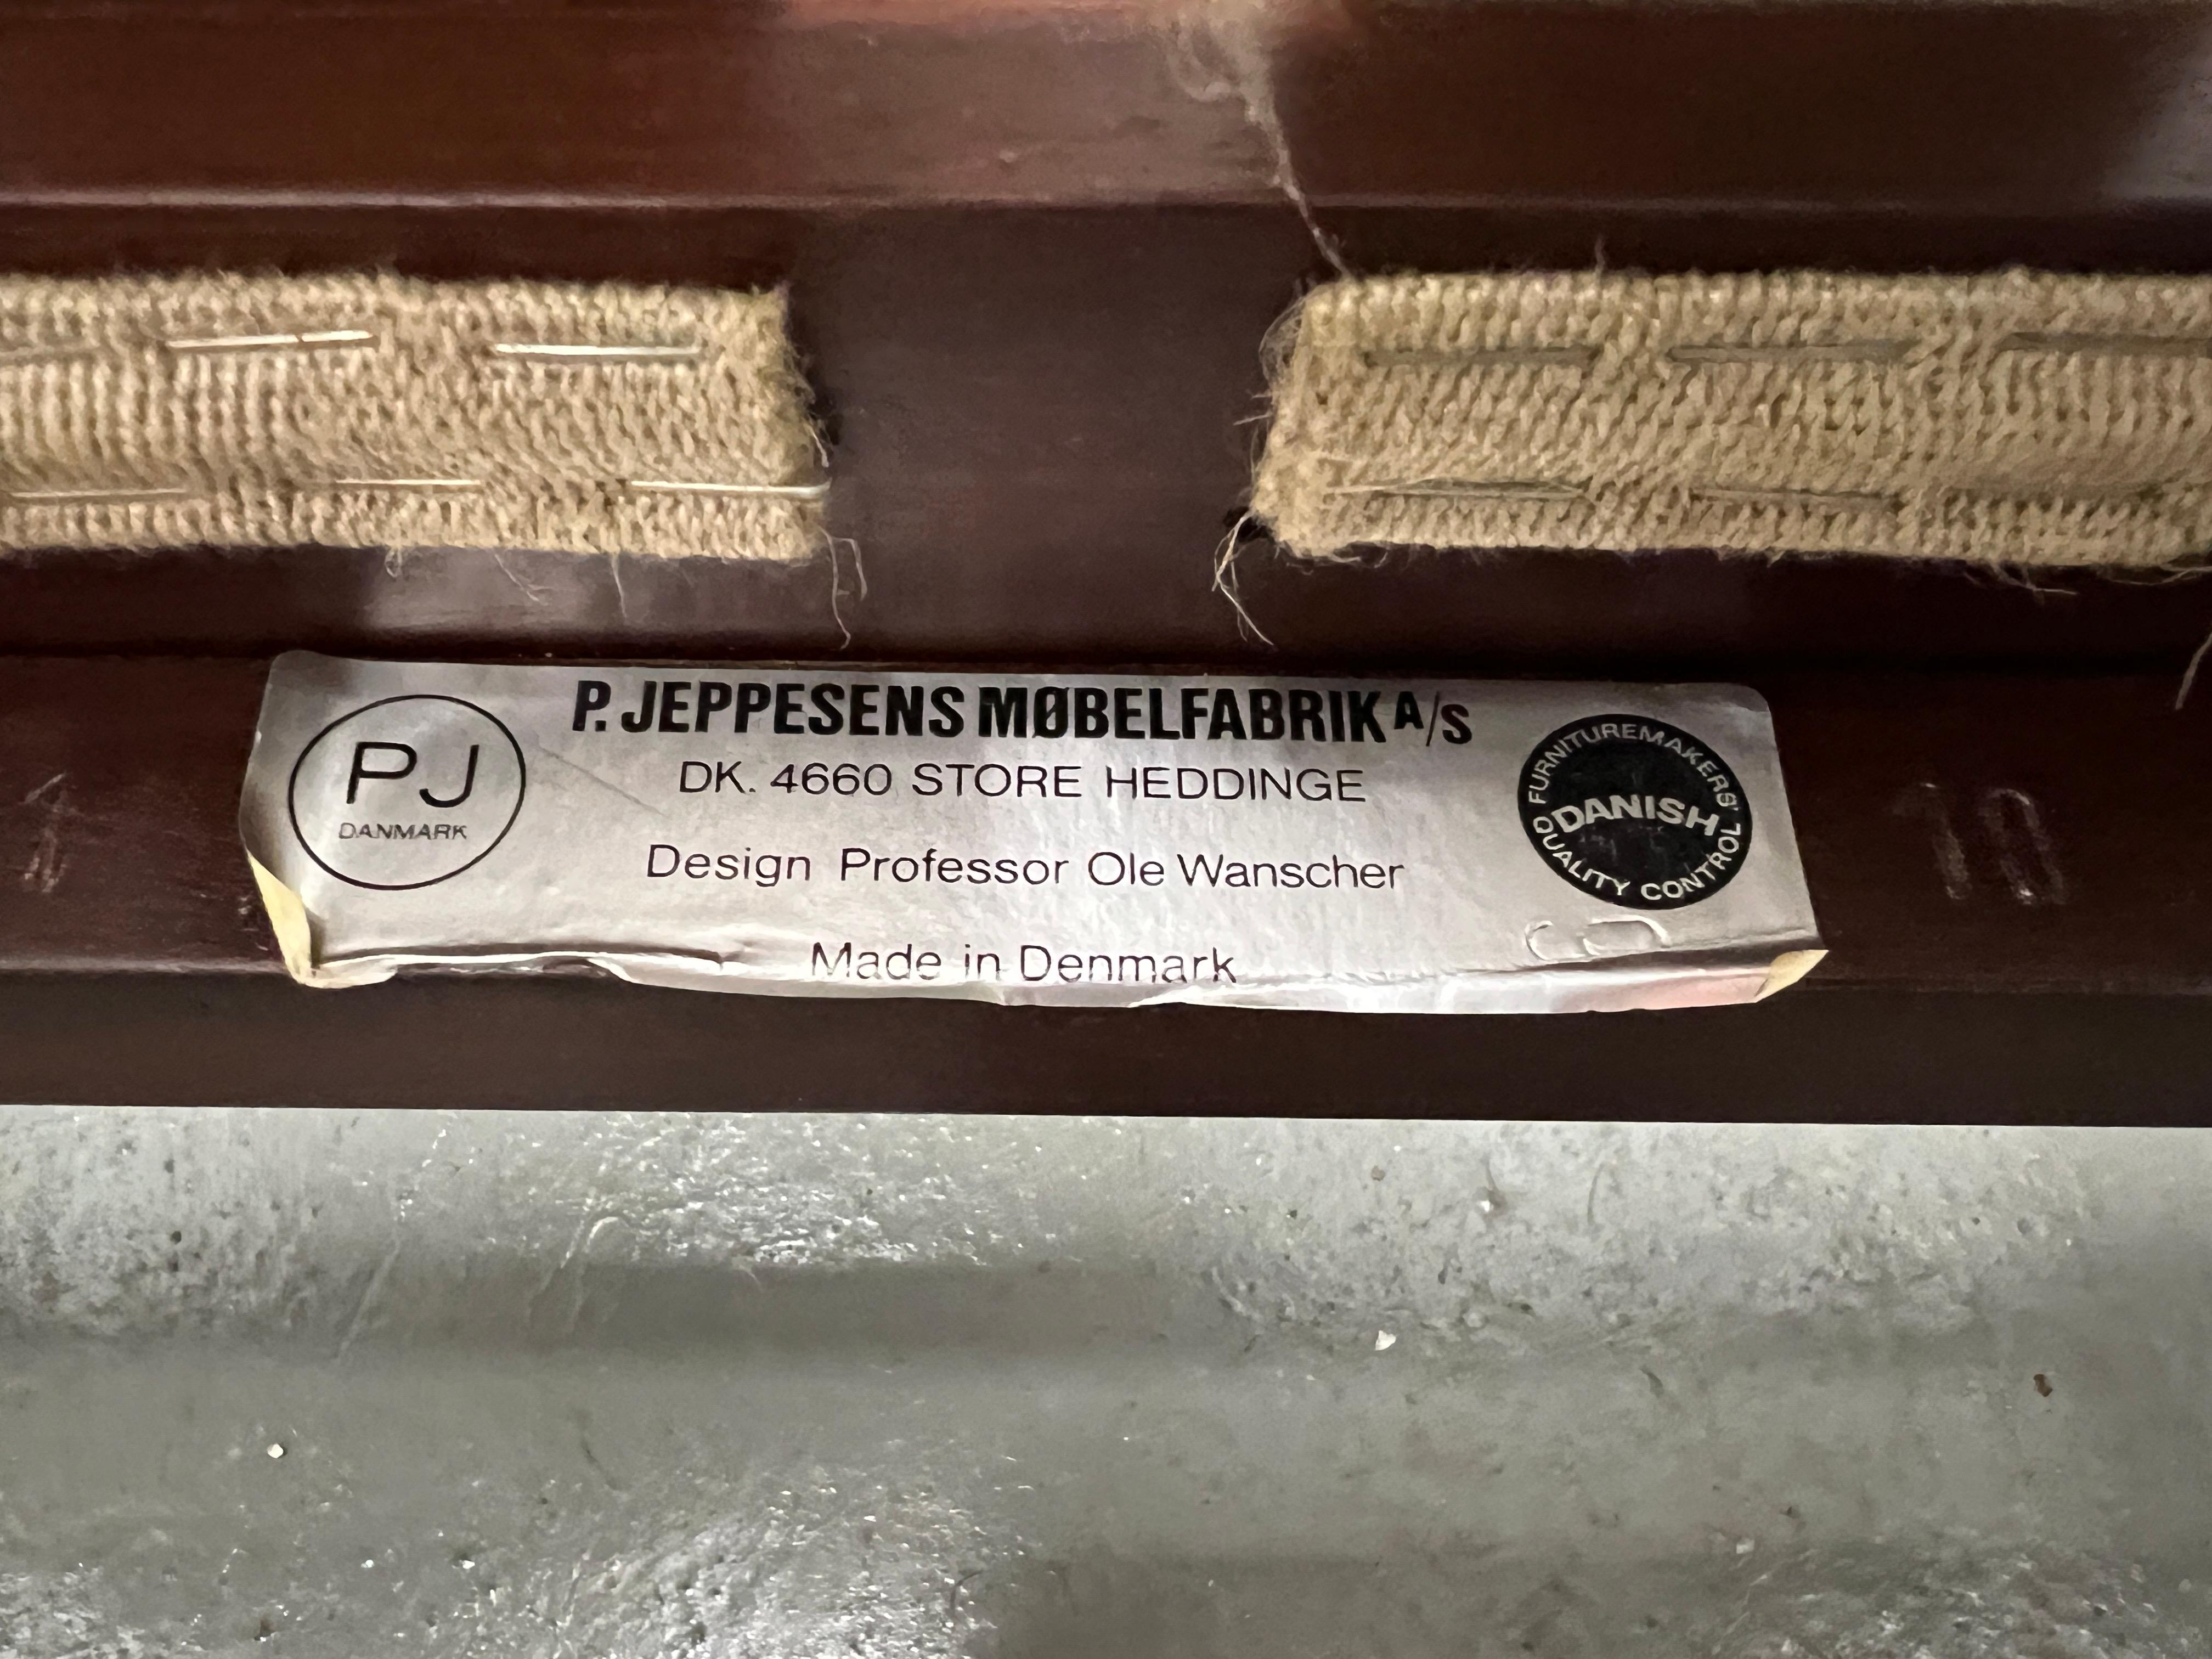 P. JEPPESENS MØBELFABRIK A/S
PJ
DANMARK
DK. 4660 STORE HEDDINGE
Design Professor Ole Wanscher
Made in Denmark
FURNITUREMAKERS'
DANISH
QUALITY CONTROL
10